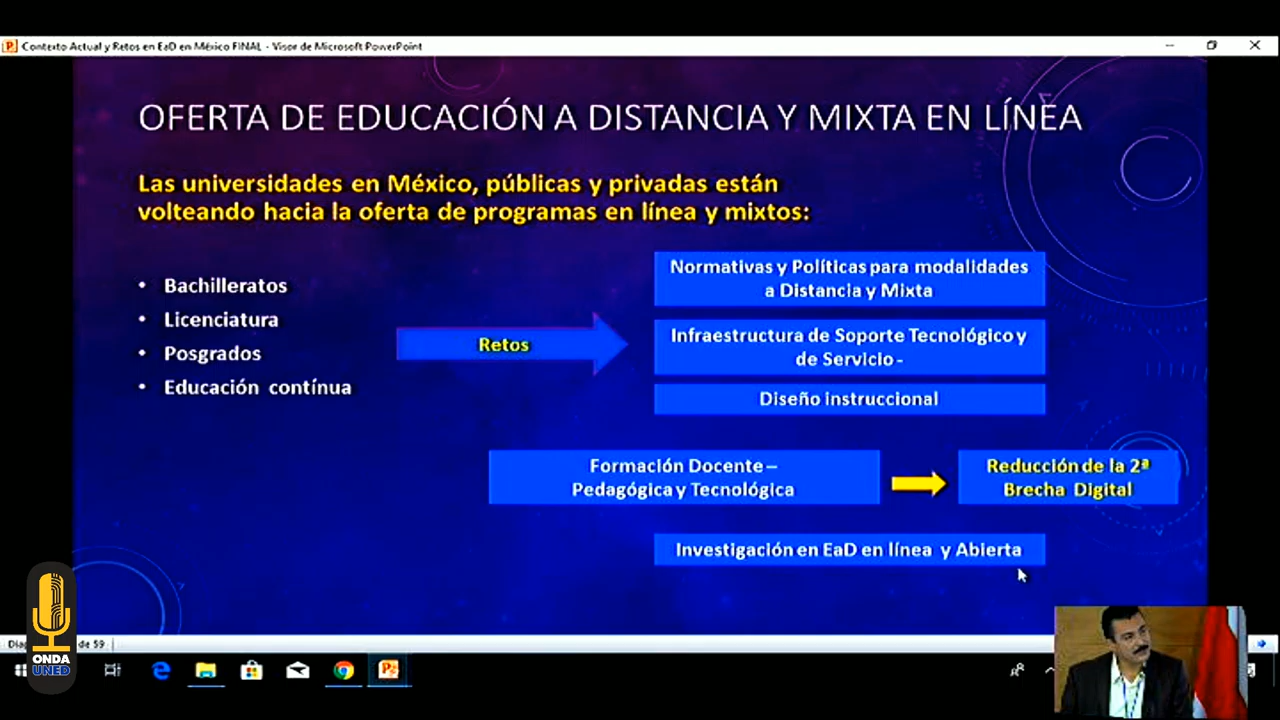 Contexto Actual y Retos en EaD en México FINAL - Visor de Microsoft PowerPoint
OFERTA DE EDUCACIÓN A DISTANCIA Y MIXTA EN LÍNEA
Las universidades en México, públicas y privadas están
volteando hacia la oferta de programas en línea y mixtos:
• Bachilleratos
• Licenciatura
• Posgrados
• Educación contínua
Retos
Normativas y Políticas para modalidades
a Distancia y Mixta
Infraestructura de Soporte Tecnológico y
de Servicio -
Diseño instruccional
Formación Docente –
Pedagógica y Tecnológica
Reducción de la 2ª
Brecha Digital
Investigación en EaD en línea y Abierta
de 59
ONDA
UNED